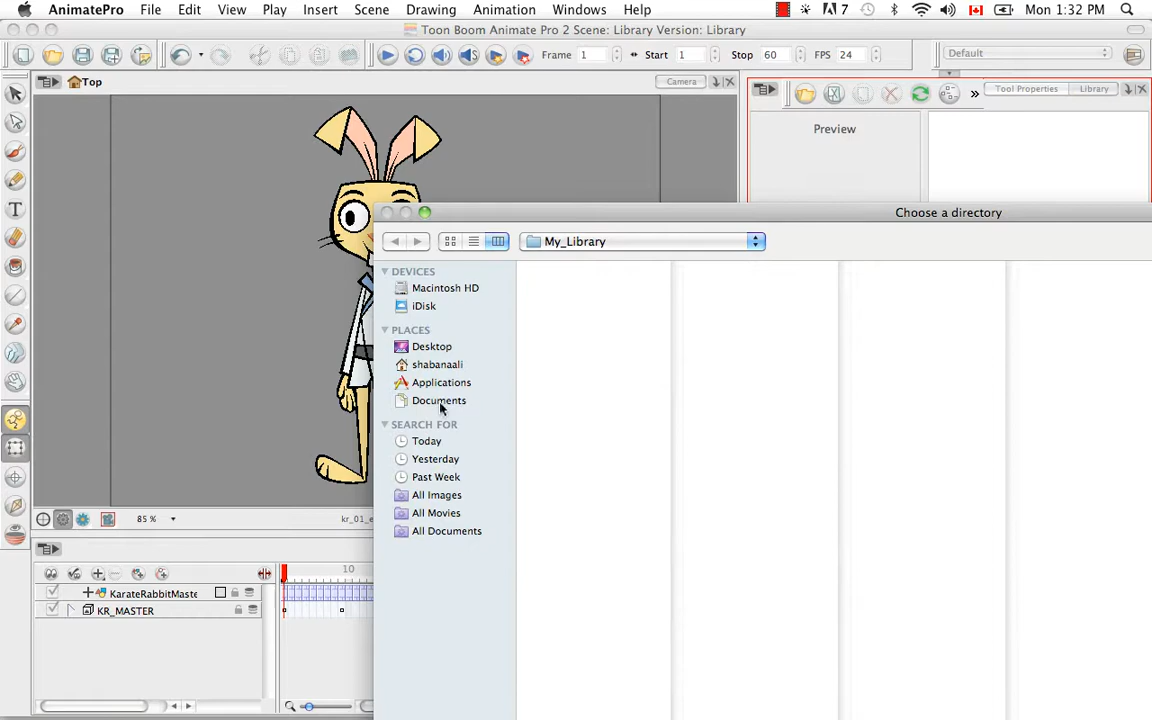 AnimatePro File Edit View Play Insert Scene Drawing Animation Windows Help 7 Mon 1:32 PM
Toon Boom Animate Pro 2 Scene: Library Version: Library
Frame 1 Start 1 Stop 60 FPS 24 Default
Top Camera Tool Properties Library
Preview
Choose a directory
My_Library
DEVICES
Macintosh HD
iDisk
PLACES
Desktop
shabanaali
Applications
Documents
SEARCH FOR
Today
Yesterday
Past Week
All Images
All Movies
All Documents
85 % kr_01_e
10
KarateRabbitMaste
KR_MASTER